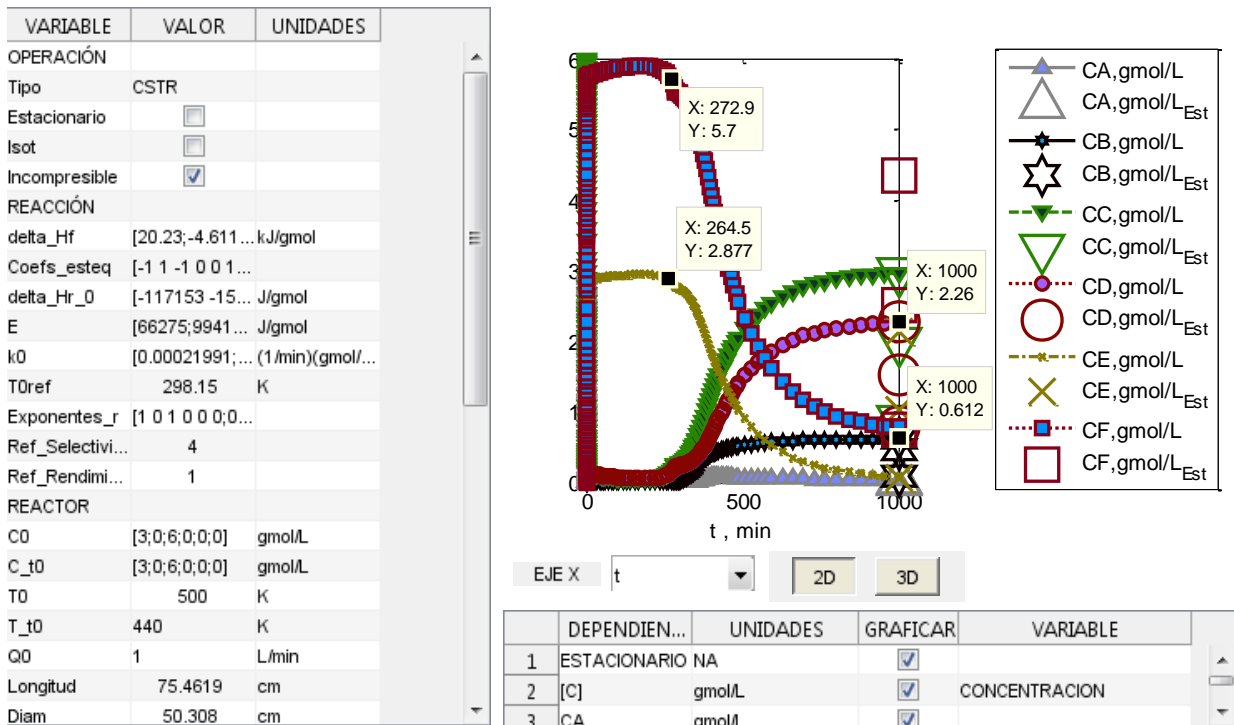 VARIABLE VALOR UNIDADES
OPERACIÓN
Tipo CSTR
Estacionario
Isot
Incompresible
REACCIÓN
delta_Hf [20.23;-4.611... kJ/gmol
Coefs_esteq [-1 1 -1 0 0 1...
delta_Hr_0 [-117153 -15... J/gmol
E [66275;9941... J/gmol
k0 [0.00021991;... (1/min)(gmol/...
T0ref 298.15 K
Exponentes_r [1 0 1 0 0 0;0...
Ref_Selectivi... 4
Ref_Rendimi... 1
REACTOR
C0 [3;0;6;0;0;0] gmol/L
C_t0 [3;0;6;0;0;0] gmol/L
T0 500 K
T_t0 440 K
Q0 1 L/min
Longitud 75.4619 cm
Diam 50.308 cm
6
5
4
3
2
1
0
0 500 1000
t , min
X: 272.9
Y: 5.7
X: 264.5
Y: 2.877
X: 1000
Y: 2.26
X: 1000
Y: 0.612
CA,gmol/L
CA,gmol/L Est
CB,gmol/L
CB,gmol/L Est
CC,gmol/L
CC,gmol/L Est
CD,gmol/L
CD,gmol/L Est
CE,gmol/L
CE,gmol/L Est
CF,gmol/L
CF,gmol/L Est
EJE X t 2D 3D
DEPENDIEN... UNIDADES GRAFICAR VARIABLE
1 ESTACIONARIO NA
2 [C] gmol/L CONCENTRACION
3 CA gmol/L